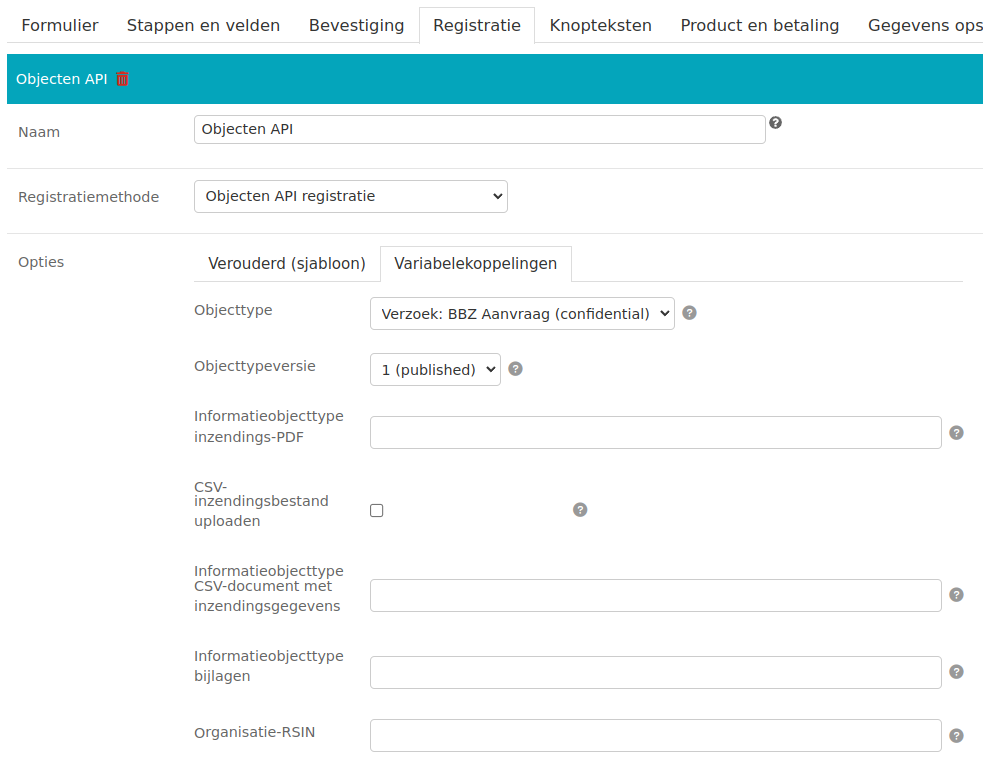 Formulier Stappen en velden Bevestiging Registratie Knopteksten Product en betaling Gegevens ops
Objecten API
Naam Objecten API ?
Registratiemethode Objecten API registratie
Opties Verouderd (sjabloon) Variabelekoppelingen
Objecttype Verzoek: BBZ Aanvraag (confidential) ?
Objecttypeversie 1 (published) ?
Informatieobjecttype
inzendings-PDF ?
CSV-
inzendingsbestand
uploaden ?
Informatieobjecttype
CSV-document met
inzendingsgegevens ?
Informatieobjecttype
bijlagen ?
Organisatie-RSIN ?